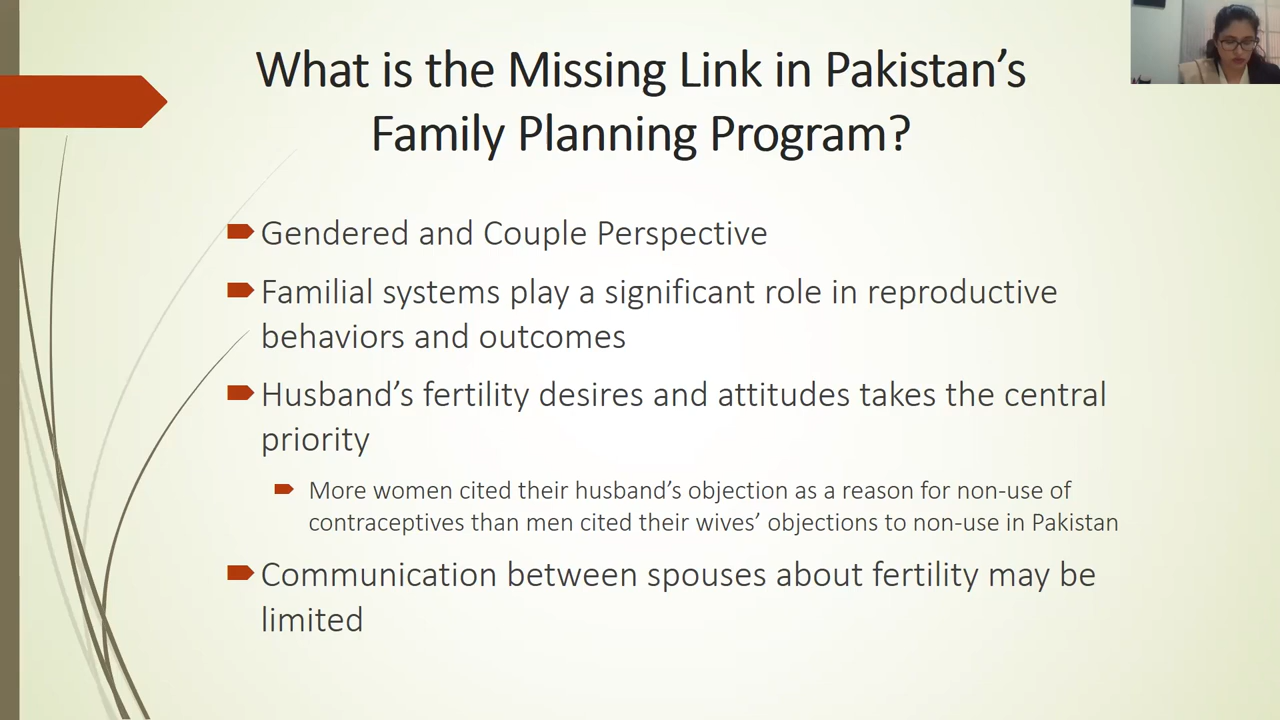 What is the Missing Link in Pakistan’s
Family Planning Program?
Gendered and Couple Perspective
Familial systems play a significant role in reproductive
behaviors and outcomes
Husband’s fertility desires and attitudes takes the central
priority
More women cited their husband’s objection as a reason for non-use of
contraceptives than men cited their wives’ objections to non-use in Pakistan
Communication between spouses about fertility may be
limited